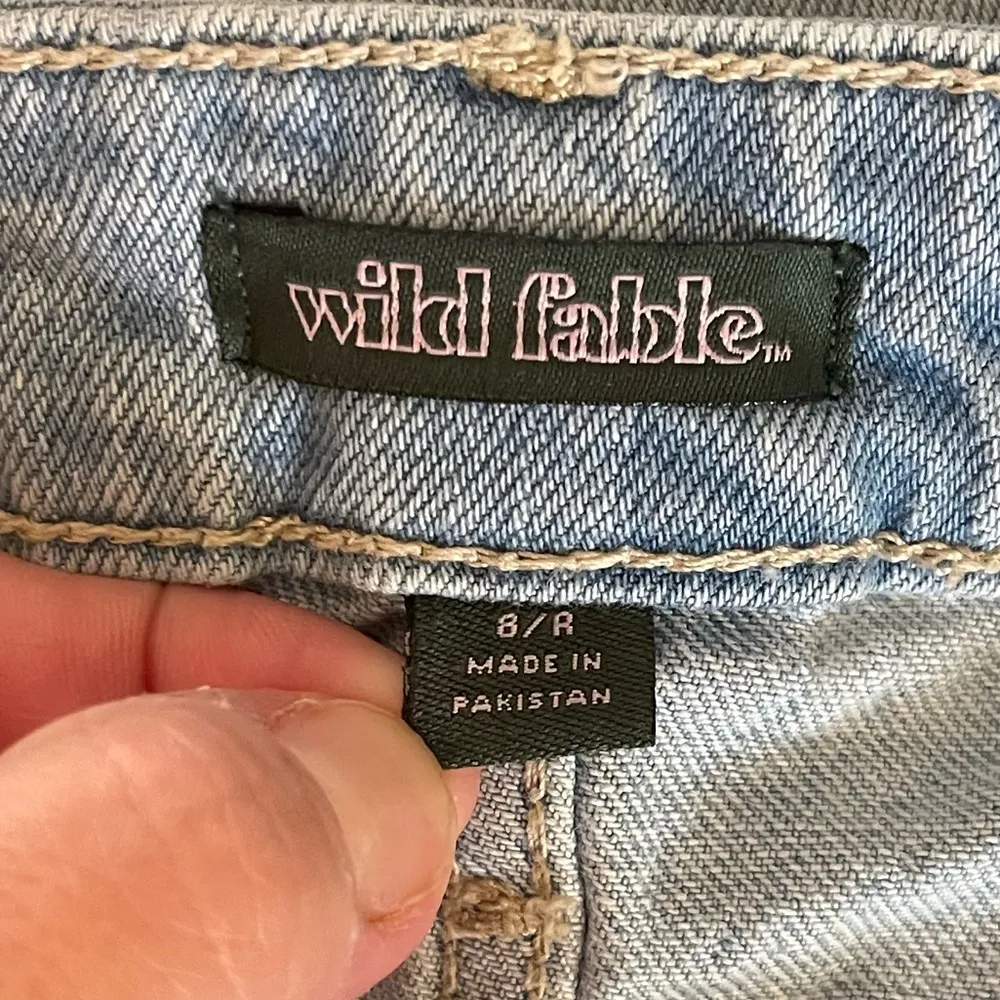 wild fable™
8/R
MADE IN
PAKISTAN